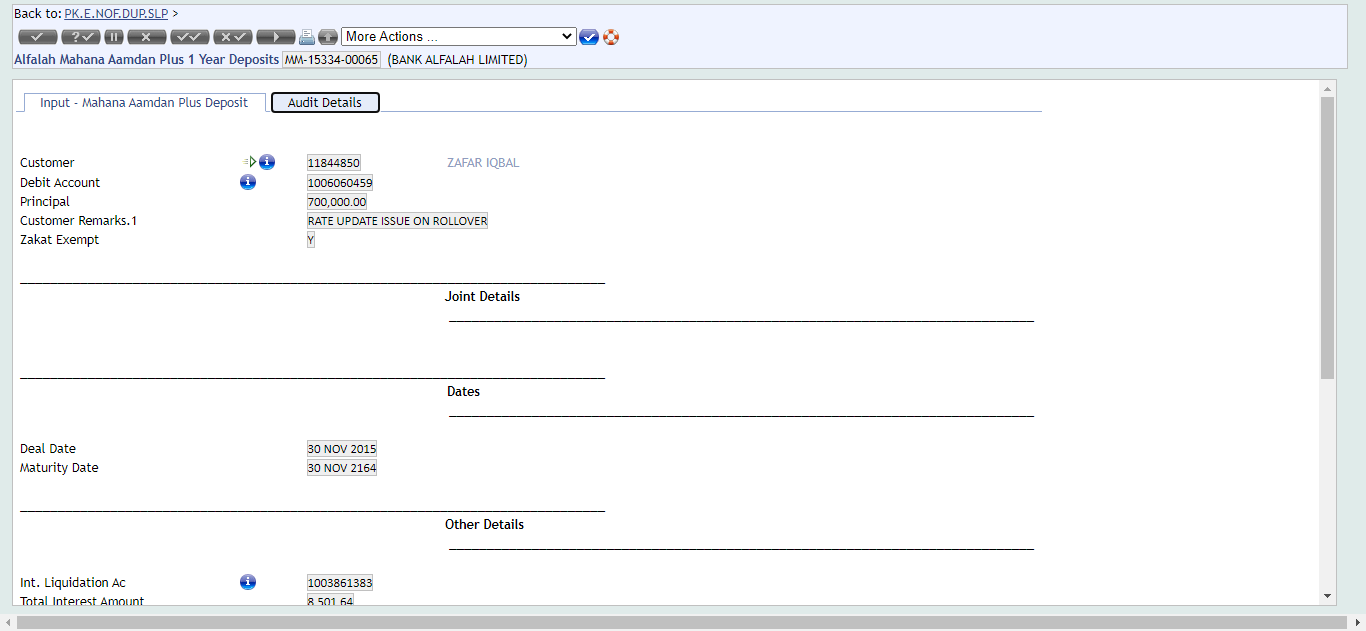 Back to: PK.E.NOF.DUP.SLP >
More Actions ...
Alfalah Mahana Aamdan Plus 1 Year Deposits MM-15334-00065 (BANK ALFALAH LIMITED)
Input - Mahana Aamdan Plus Deposit Audit Details
Customer 11844850 ZAFAR IQBAL
Debit Account 1006060459
Principal 700,000.00
Customer Remarks.1 RATE UPDATE ISSUE ON ROLLOVER
Zakat Exempt Y
Joint Details
Dates
Deal Date 30 NOV 2015
Maturity Date 30 NOV 2164
Other Details
Int. Liquidation Ac 1003861383
Total Interest Amount 8,501.64